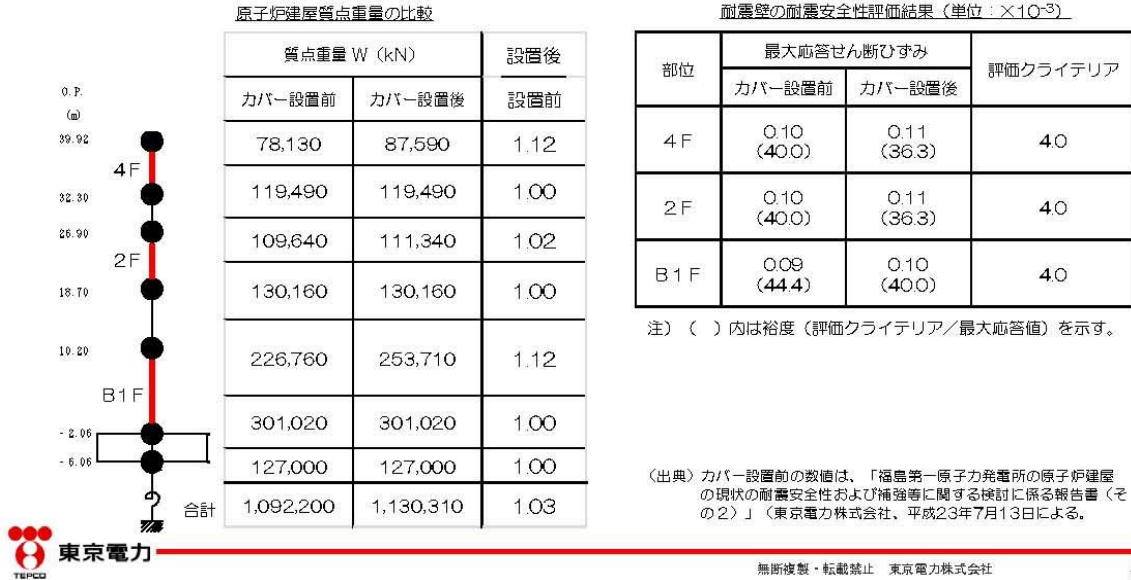 原子炉建屋質点重量の比較
質点重量 W (kN)
設置後
カバー設置前
カバー設置後
設置前
O.P.
(m)
39.92
78,130
87,590
1.12
4F
32.30
119,490
119,490
1.00
26.90
109,640
111,340
1.02
2F
18.70
130,160
130,160
1.00
10.20
226,760
253,710
1.12
B1F
-2.06
301,020
301,020
1.00
-6.06
127,000
127,000
1.00
合計
1,092,200
1,130,310
1.03
耐震壁の耐震安全性評価結果（単位：×10-3）
部位
最大応答せん断ひずみ
評価クライテリア
カバー設置前
カバー設置後
4F
0.10
(40.0)
0.11
(36.3)
4.0
2F
0.10
(40.0)
0.11
(36.3)
4.0
B1F
0.09
(44.4)
0.10
(40.0)
4.0
注）（ ）内は裕度（評価クライテリア／最大応答値）を示す。
（出典）カバー設置前の数値は、「福島第一原子力発電所の原子炉建屋
の現状の耐震安全性および補強等に関する検討に係る報告書（そ
の２）」（東京電力株式会社、平成23年7月13日による。
東京電力
TEPCO
無断複製・転載禁止 東京電力株式会社